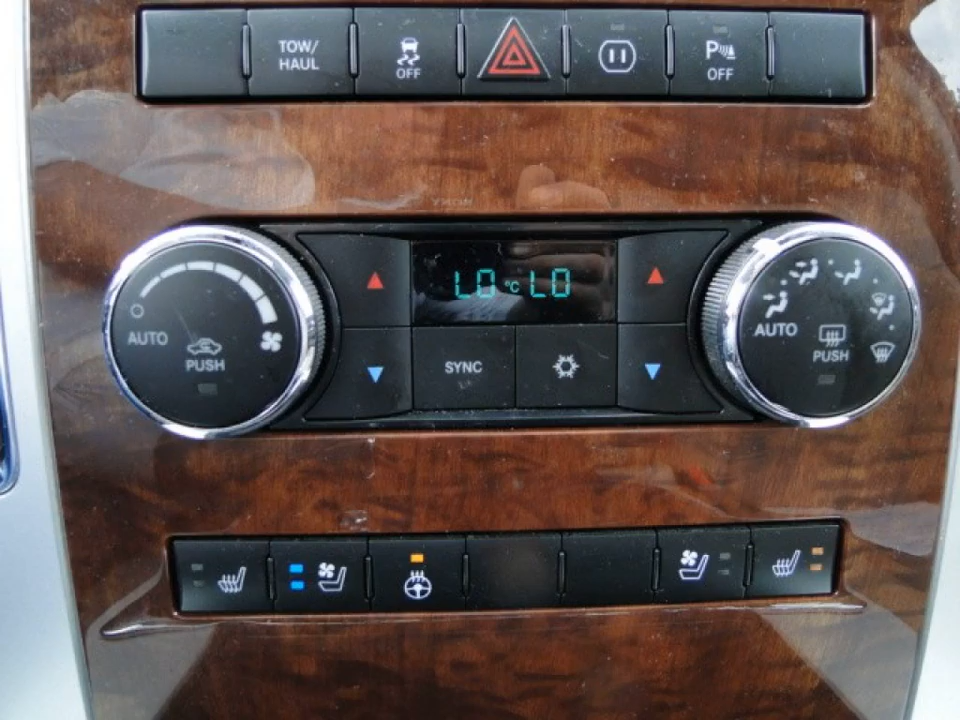 TOW/
HAUL
OFF
P
OFF
LO °C LO
AUTO
PUSH
SYNC
AUTO
PUSH